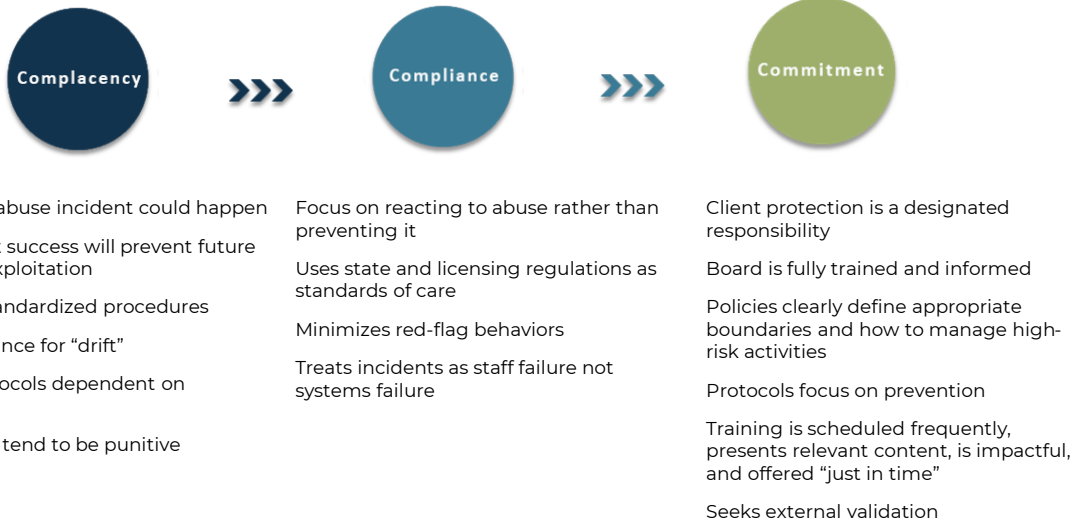 Complacency
Compliance
Commitment
abuse incident could happen
success will prevent future
xploitation
andardized procedures
nce for “drift”
ocols dependent on
tend to be punitive
Focus on reacting to abuse rather than
preventing it
Uses state and licensing regulations as
standards of care
Minimizes red-flag behaviors
Treats incidents as staff failure not
systems failure
Client protection is a designated
responsibility
Board is fully trained and informed
Policies clearly define appropriate
boundaries and how to manage high-
risk activities
Protocols focus on prevention
Training is scheduled frequently,
presents relevant content, is impactful,
and offered “just in time”
Seeks external validation